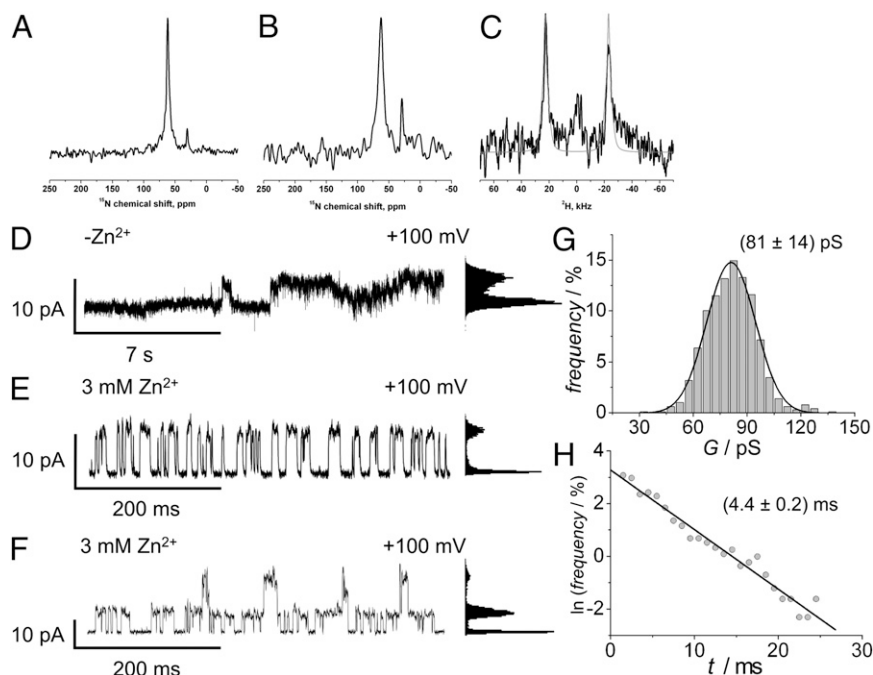 A
B
C
250 200 150 100 50 0 -50
¹⁵N chemical shift, ppm
250 200 150 100 50 0 -50
¹⁵N chemical shift, ppm
60 40 20 0 -20 -40 -60
²H, kHz
D
-Zn²⁺
+100 mV
10 pA
7 s
E
3 mM Zn²⁺
+100 mV
10 pA
200 ms
F
3 mM Zn²⁺
+100 mV
10 pA
200 ms
G
(81 ± 14) pS
15
10
5
0
frequency / %
30 60 90 120 150
G / pS
H
(4.4 ± 0.2) ms
4
2
0
-2
ln (frequency / %)
0 10 20 30
t / ms